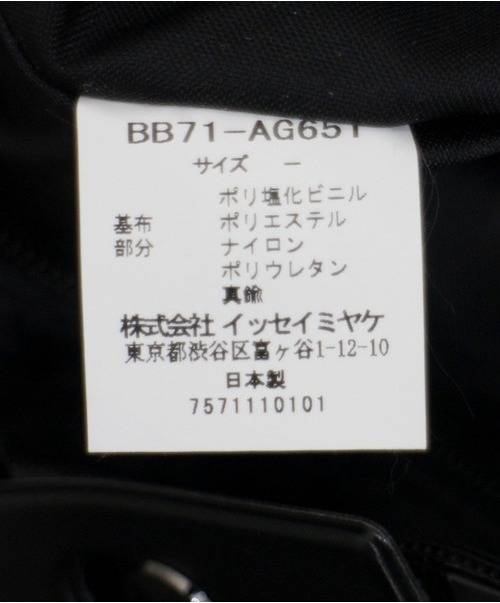 BB71-AG651
サイズ －
ポリ塩化ビニル
基布 ポリエステル
部分 ナイロン
ポリウレタン
真鍮
株式会社 イッセイミヤケ
東京都渋谷区富ヶ谷1-12-10
日本製
7571110101